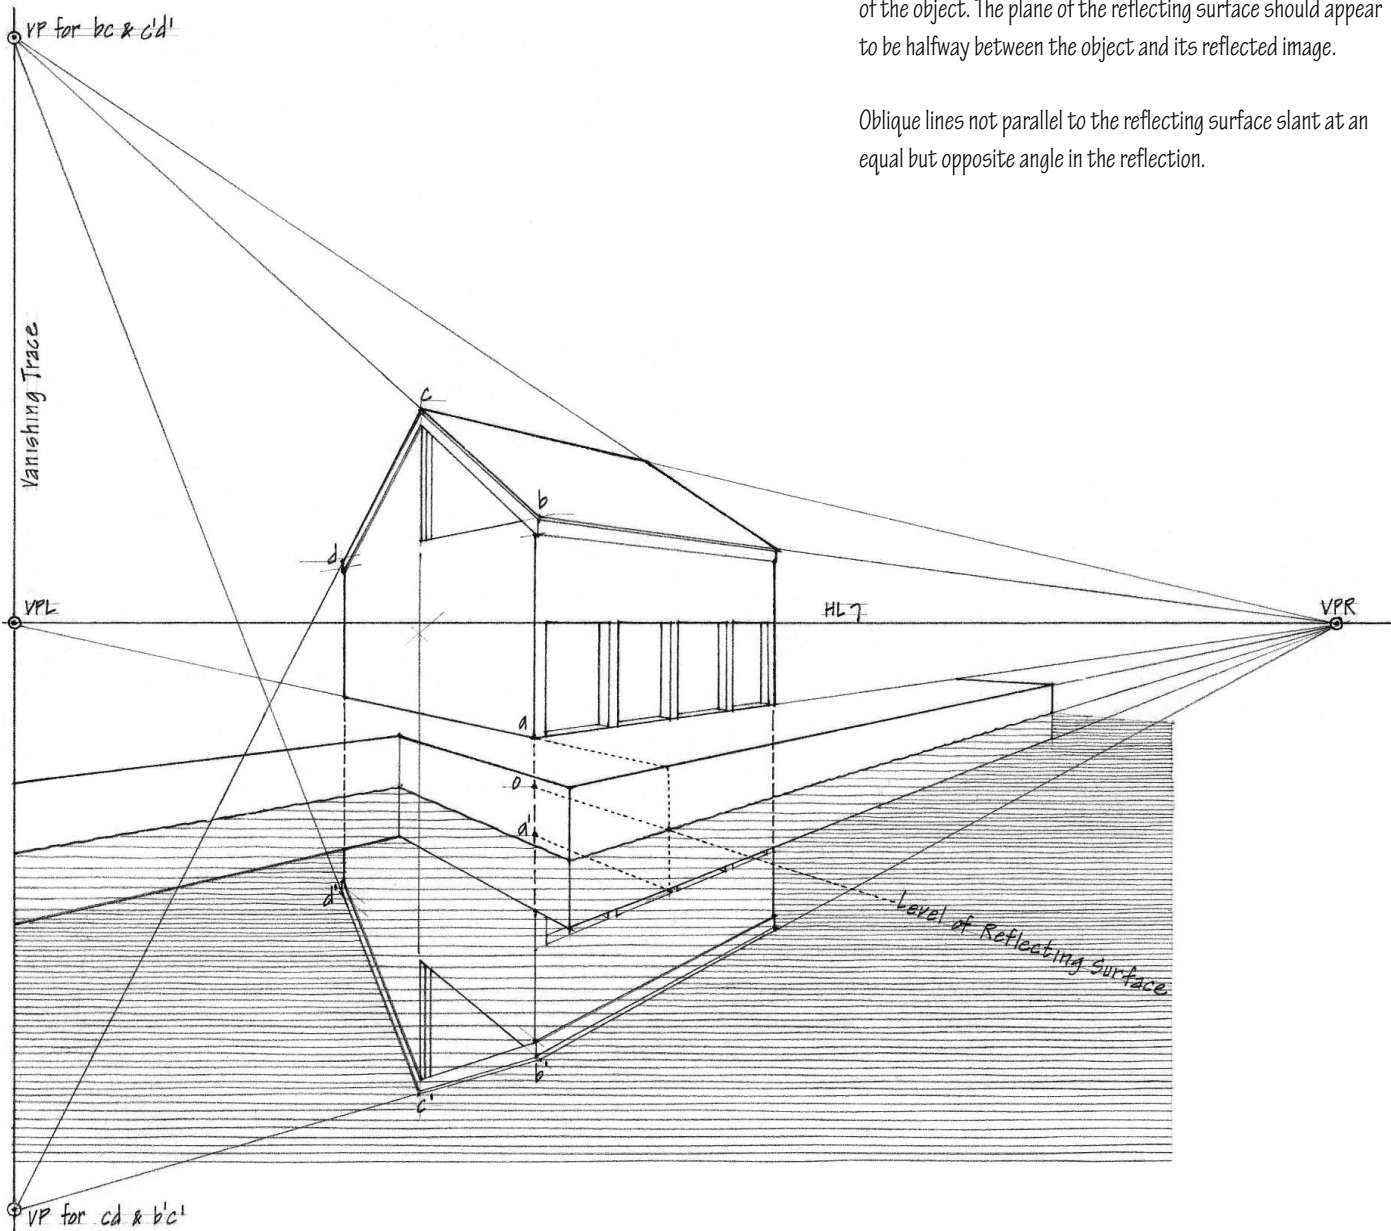 of the object. The plane of the reflecting surface should appear
to be halfway between the object and its reflected image.
Oblique lines not parallel to the reflecting surface slant at an
equal but opposite angle in the reflection.
VP for bc & c'd'
Vanishing Trace
c
b
d
VPL
HL
VPR
a
o
a'
d'
Level of Reflecting Surface
b'
c'
VP for cd & b'c'